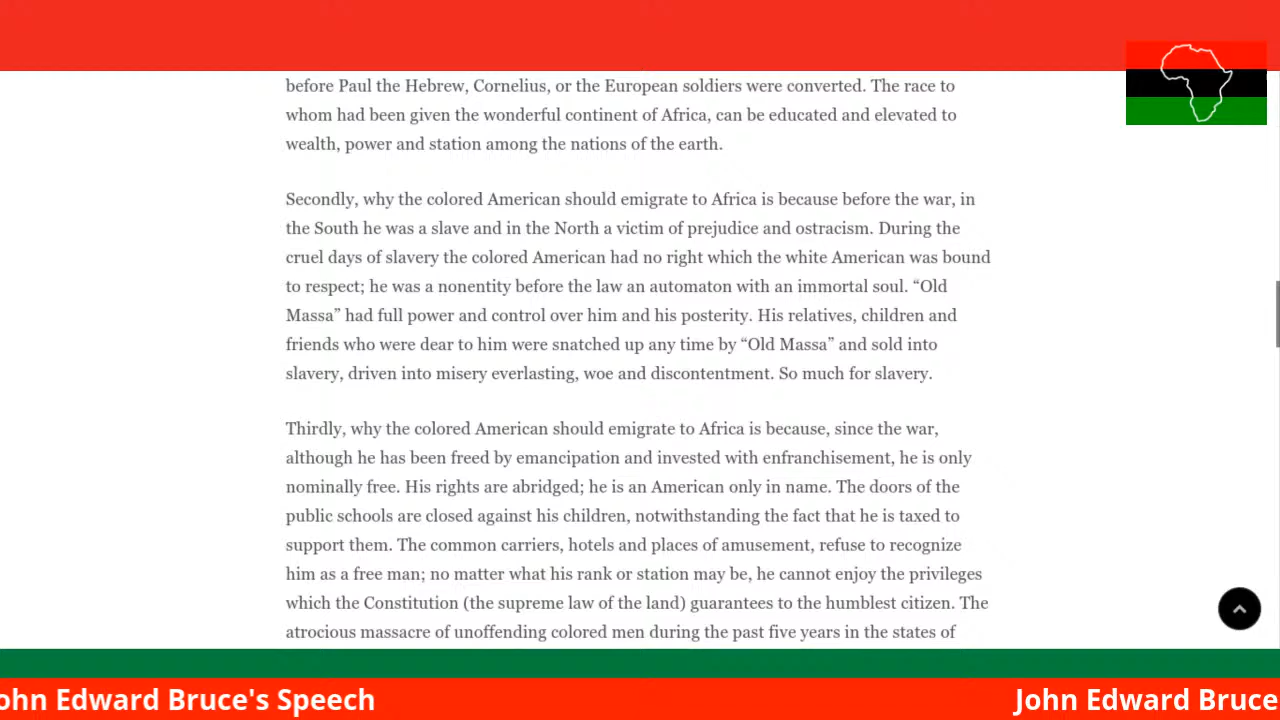 before Paul the Hebrew, Cornelius, or the European soldiers were converted. The race to
whom had been given the wonderful continent of Africa, can be educated and elevated to
wealth, power and station among the nations of the earth.
Secondly, why the colored American should emigrate to Africa is because before the war, in
the South he was a slave and in the North a victim of prejudice and ostracism. During the
cruel days of slavery the colored American had no right which the white American was bound
to respect; he was a nonentity before the law an automaton with an immortal soul. “Old
Massa” had full power and control over him and his posterity. His relatives, children and
friends who were dear to him were snatched up any time by “Old Massa” and sold into
slavery, driven into misery everlasting, woe and discontentment. So much for slavery.
Thirdly, why the colored American should emigrate to Africa is because, since the war,
although he has been freed by emancipation and invested with enfranchisement, he is only
nominally free. His rights are abridged; he is an American only in name. The doors of the
public schools are closed against his children, notwithstanding the fact that he is taxed to
support them. The common carriers, hotels and places of amusement, refuse to recognize
him as a free man; no matter what his rank or station may be, he cannot enjoy the privileges
which the Constitution (the supreme law of the land) guarantees to the humblest citizen. The
atrocious massacre of unoffending colored men during the past five years in the states of
ohn Edward Bruce's Speech
John Edward Bruce